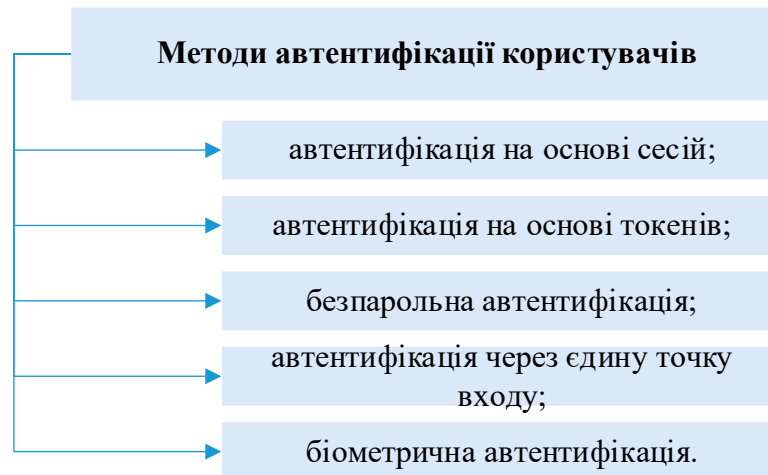 Методи автентифікації користувачів
автентифікація на основі сесій;
автентифікація на основі токенів;
безпарольна автентифікація;
автентифікація через єдину точку
входу;
біометрична автентифікація.